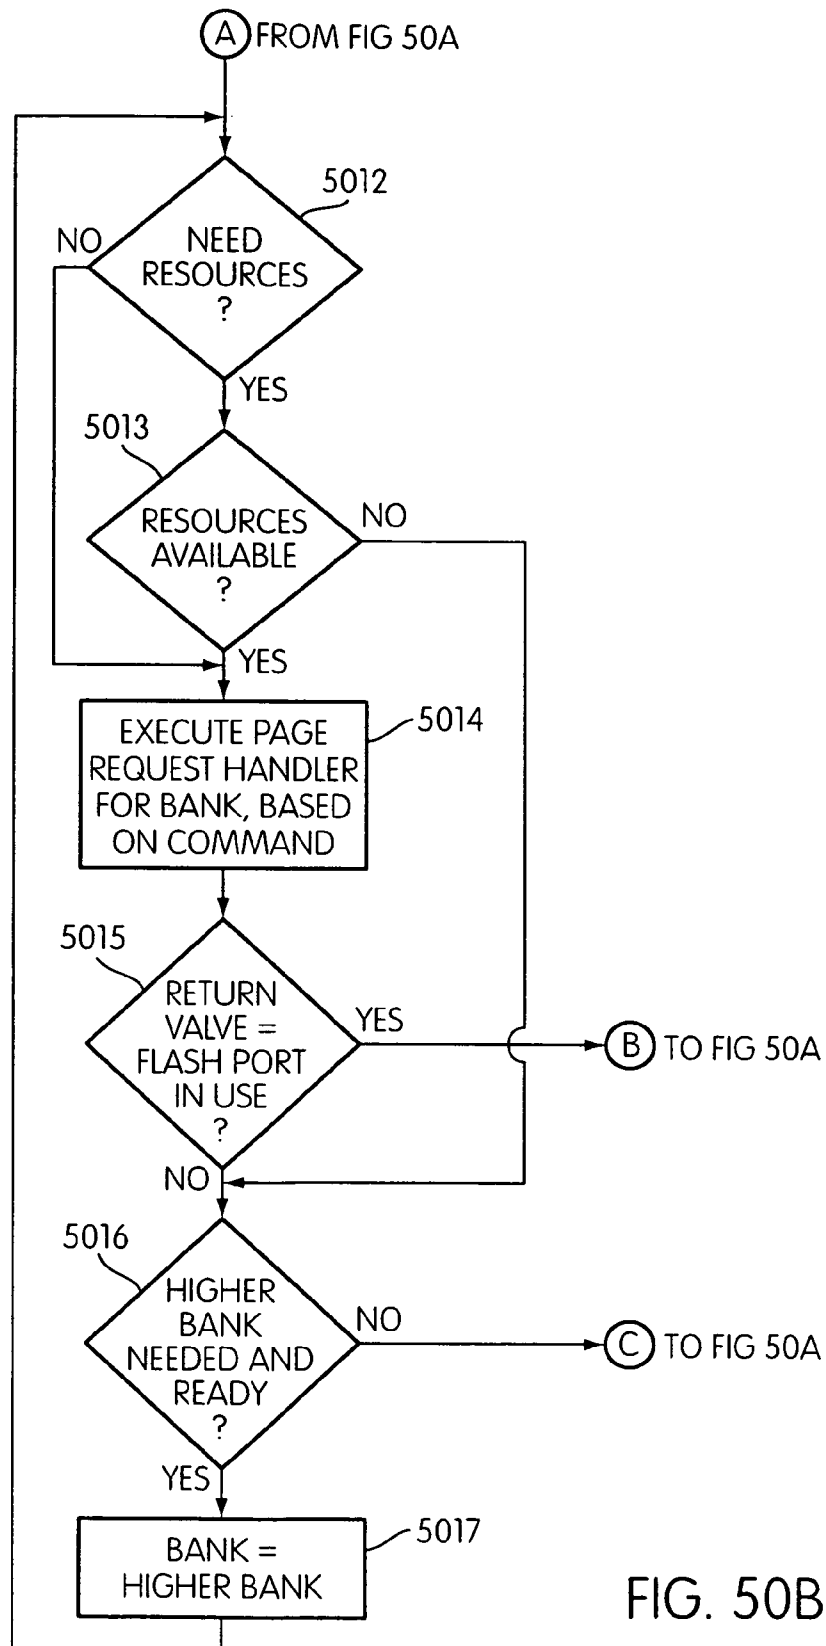 A FROM FIG 50A
5012
NO
NEED
RESOURCES
?
YES
5013
NO
RESOURCES
AVAILABLE
?
YES
EXECUTE PAGE
REQUEST HANDLER
FOR BANK, BASED
ON COMMAND
5014
5015
RETURN
VALVE =
FLASH PORT
IN USE
?
YES
B TO FIG 50A
NO
5016
HIGHER
BANK
NEEDED AND
READY
?
NO
C TO FIG 50A
YES
BANK =
HIGHER BANK
5017
FIG. 50B